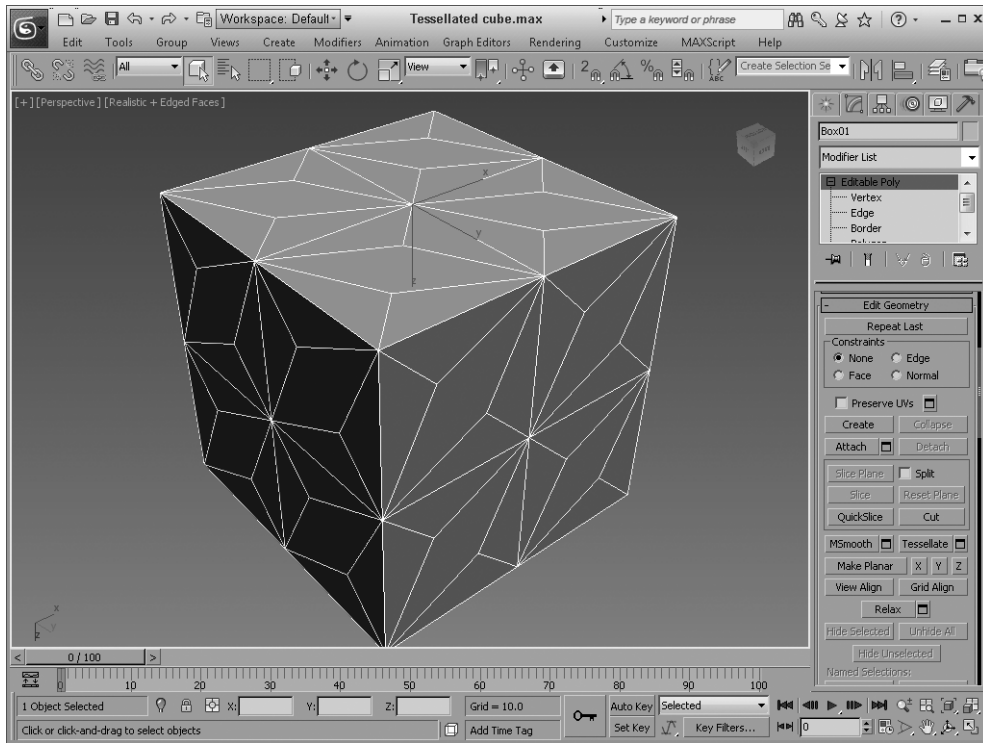 Workspace: Default
Tessellated cube.max
Type a keyword or phrase
Edit Tools Group Views Create Modifiers Animation Graph Editors Rendering Customize MAXScript Help
All
View
2
%
ABC
Create Selection Se
[+] [Perspective] [Realistic + Edged Faces]
x
y
z
Box01
Modifier List
Editable Poly
Vertex
Edge
Border
- Edit Geometry
Repeat Last
Constraints
None Edge
Face Normal
Preserve UVs
Create Collapse
Attach Detach
Slice Plane Split
Slice Reset Plane
QuickSlice Cut
MSmooth Tessellate
Make Planar X Y Z
View Align Grid Align
Relax
Hide Selected Unhide All
Hide Unselected
Named Selections:
x
y
z
< 0 / 100 >
0 10 20 30 40 50 60 70 80 90 100
1 Object Selected X: Y: Z: Grid = 10.0 Auto Key Selected
Click or click-and-drag to select objects Add Time Tag Set Key Key Filters... 0